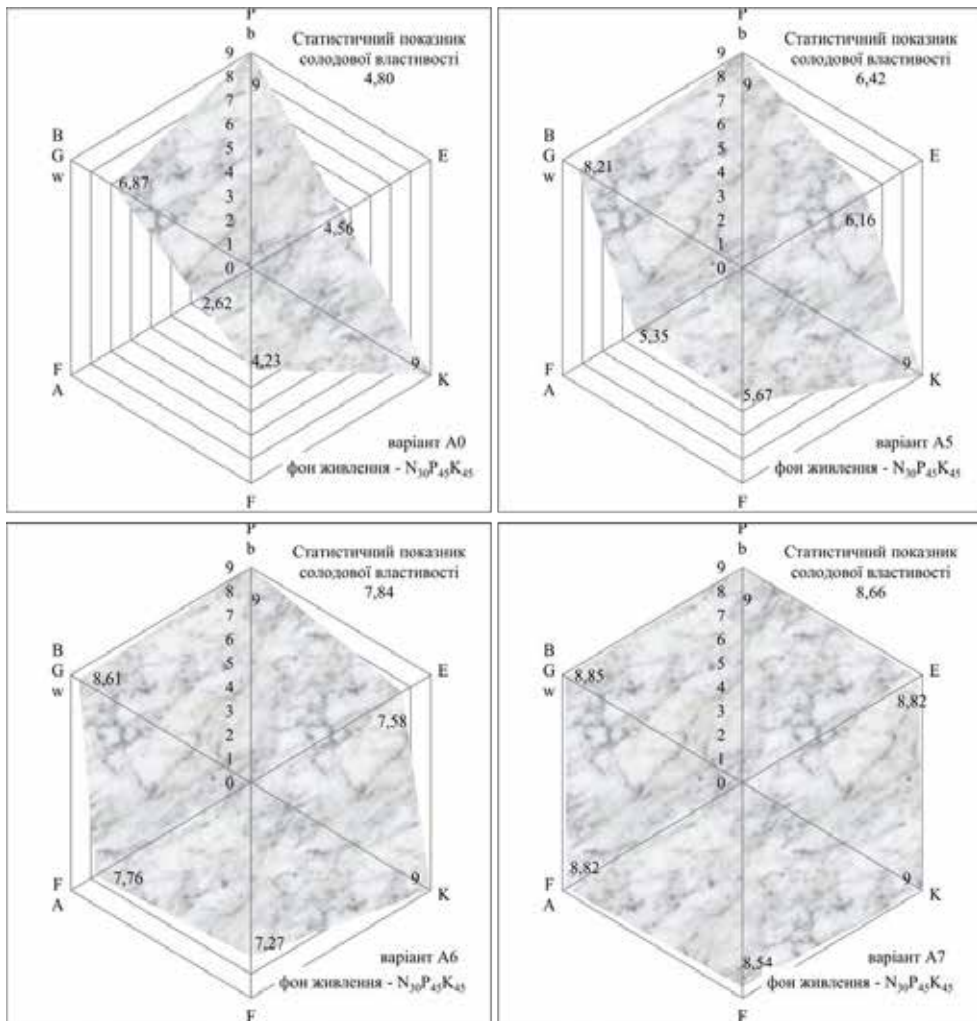 P
b
Статистичний показник
солодової властивості
4,80
9
8
7
6
5
4
3
2
1
0
9
B
G
w
6,87
E
4,56
2,62
4,23
9
K
F
A
варіант А0
фон живлення - N₃₀P₄₅K₄₅
F
P
b
Статистичний показник
солодової властивості
6,42
9
8
7
6
5
4
3
2
1
0
9
B
G
w
8,21
E
6,16
5,35
5,67
9
K
F
A
варіант А5
фон живлення - N₃₀P₄₅K₄₅
F
P
b
Статистичний показник
солодової властивості
7,84
9
8
7
6
5
4
3
2
1
0
9
B
G
w
8,61
E
7,58
7,76
7,27
9
K
F
A
варіант А6
фон живлення - N₃₀P₄₅K₄₅
F
P
b
Статистичний показник
солодової властивості
8,66
9
8
7
6
5
4
3
2
1
0
9
B
G
w
8,85
E
8,82
8,82
8,54
9
K
F
A
варіант А7
фон живлення - N₃₀P₄₅K₄₅
F